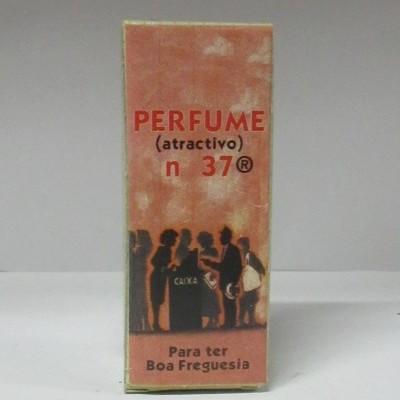 PERFUME
(atractivo)
n 37®
CAIXA
Para ter
Boa Freguesia